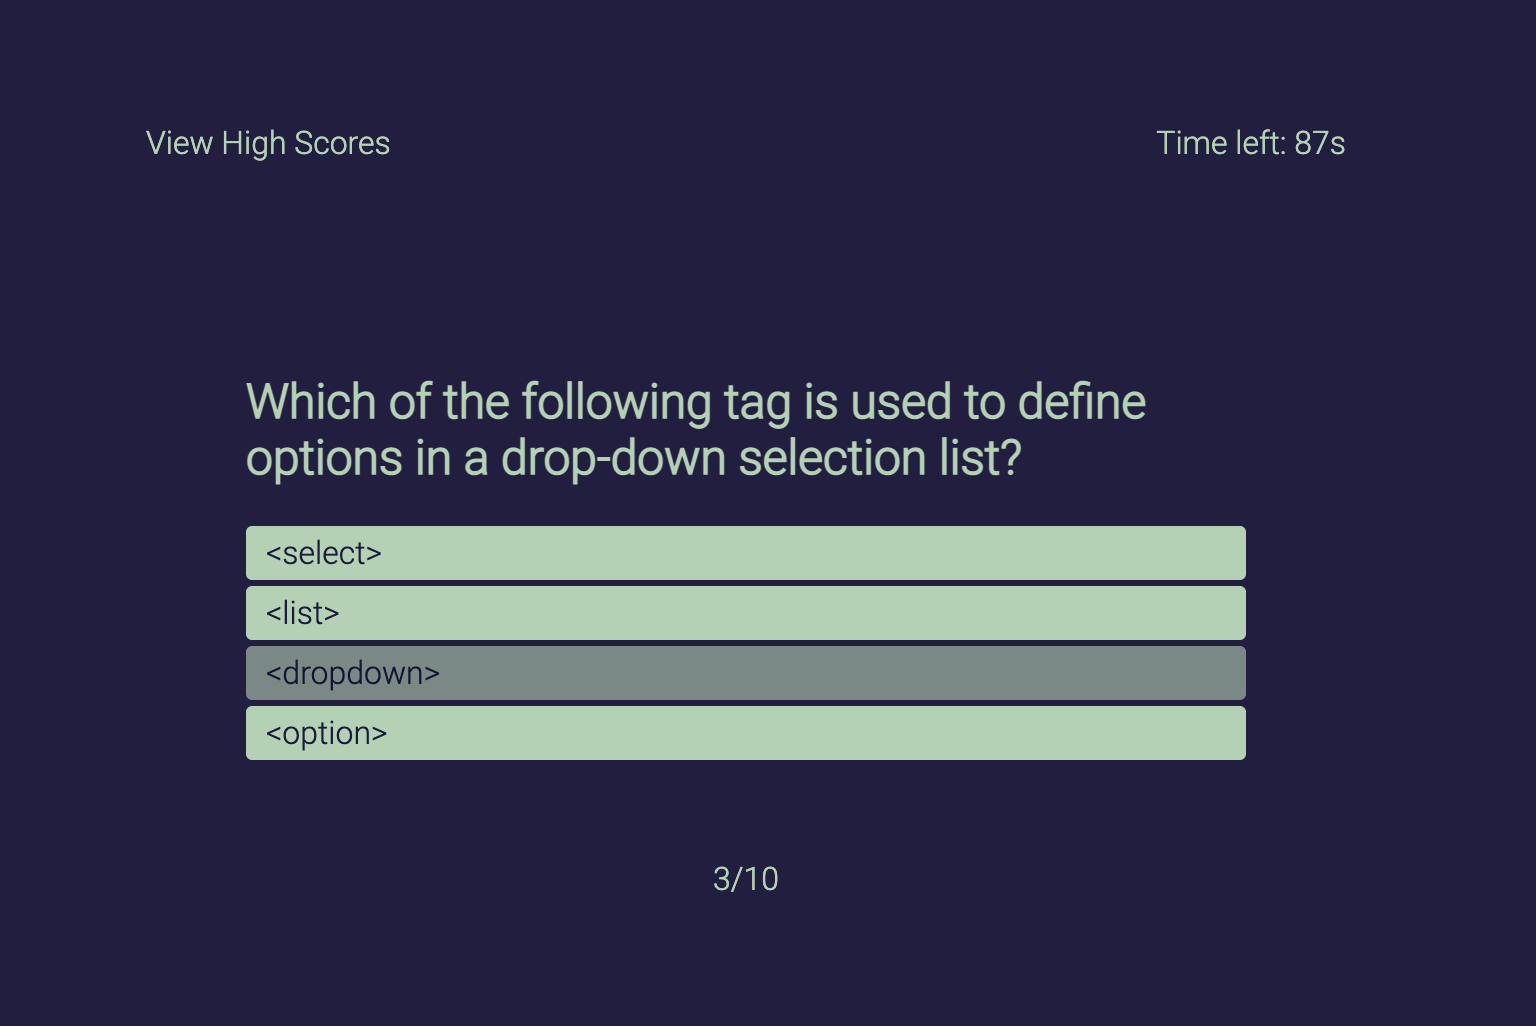 View High Scores
Time left: 87s
Which of the following tag is used to define
options in a drop-down selection list?
<select>
<list>
<dropdown>
<option>
3/10